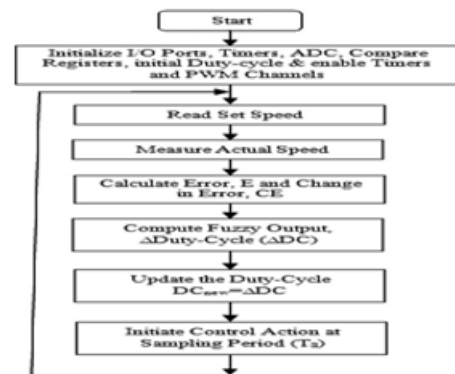 Start
Initialize I/O Ports, Timers, ADC, Compare
Registers, initial Duty-cycle & enable Timers
and PWM Channels
Read Set Speed
Measure Actual Speed
Calculate Error, E and Change
in Error, CE
Compute Fuzzy Output,
ΔDuty-Cycle (ΔDC)
Update the Duty-Cycle
DCnew=ΔDC
Initiate Control Action at
Sampling Period (TS)